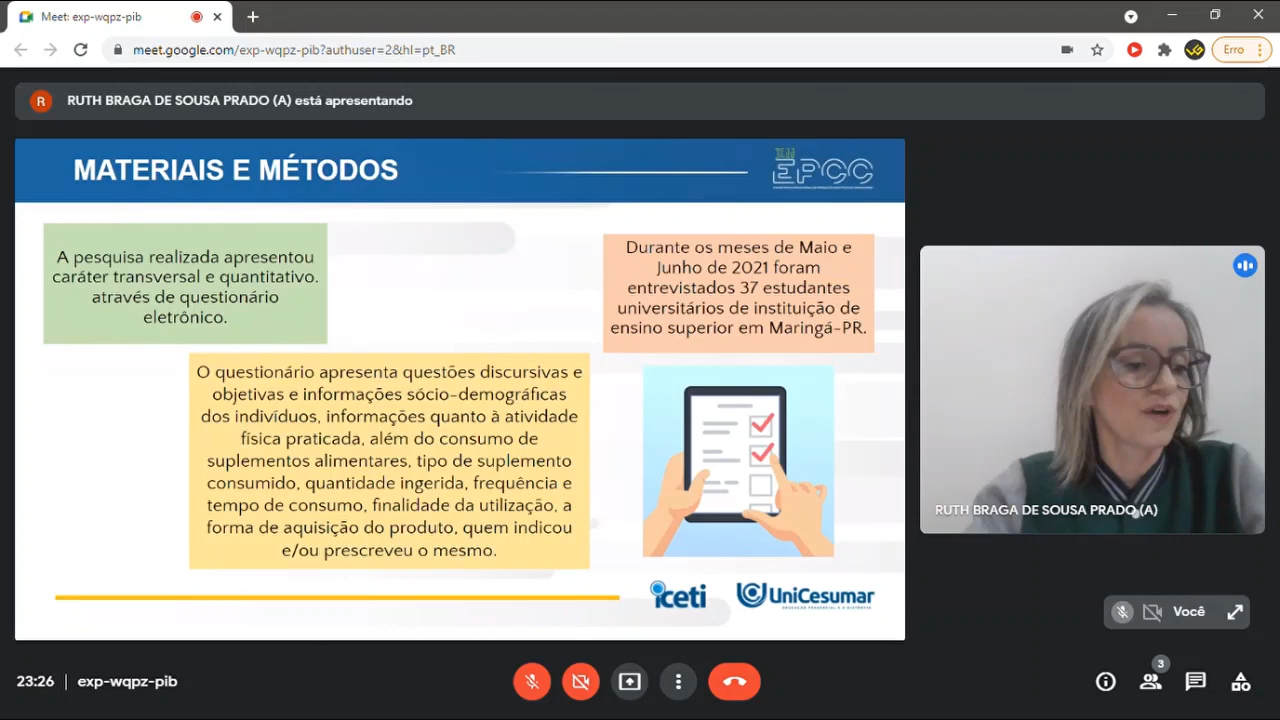 Meet: exp-wqpz-pib
meet.google.com/exp-wqpz-pib?authuser=2&hl=pt_BR
Erro
R
RUTH BRAGA DE SOUSA PRADO (A) está apresentando
MATERIAIS E MÉTODOS
EPCC
A pesquisa realizada apresentou
caráter transversal e quantitativo.
através de questionário
eletrônico.
Durante os meses de Maio e
Junho de 2021 foram
entrevistados 37 estudantes
universitários de instituição de
ensino superior em Maringá-PR.
O questionário apresenta questões discursivas e
objetivas e informações sócio-demográficas
dos indivíduos, informações quanto à atividade
física praticada, além do consumo de
suplementos alimentares, tipo de suplemento
consumido, quantidade ingerida, frequência e
tempo de consumo, finalidade da utilização, a
forma de aquisição do produto, quem indicou
e/ou prescreveu o mesmo.
iceti
UniCesumar
RUTH BRAGA DE SOUSA PRADO (A)
Você
23:26
exp-wqpz-pib
3